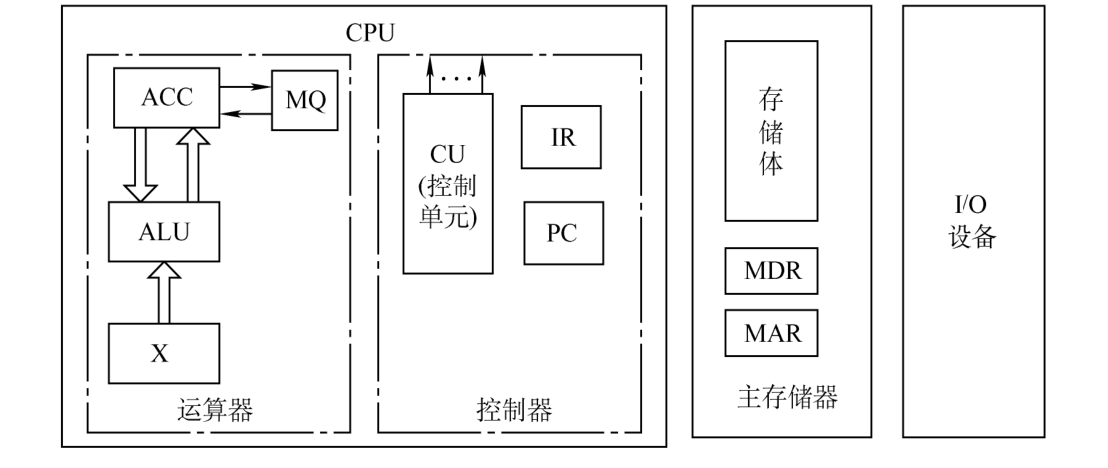 CPU
ACC
MQ
ALU
X
运算器
CU
(控制
单元)
IR
PC
控制器
存
储
体
MDR
MAR
主存储器
I/O
设备